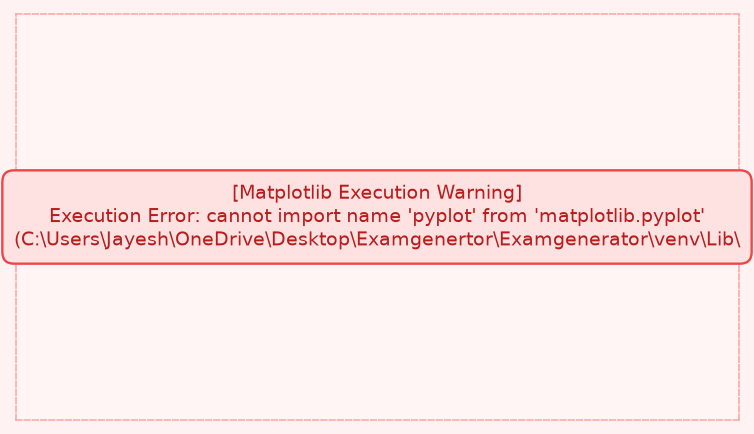 [Matplotlib Execution Warning]
Execution Error: cannot import name 'pyplot' from 'matplotlib.pyplot'
(C:\Users\Jayesh\OneDrive\Desktop\Examgenertor\Examgenerator\venv\Lib\